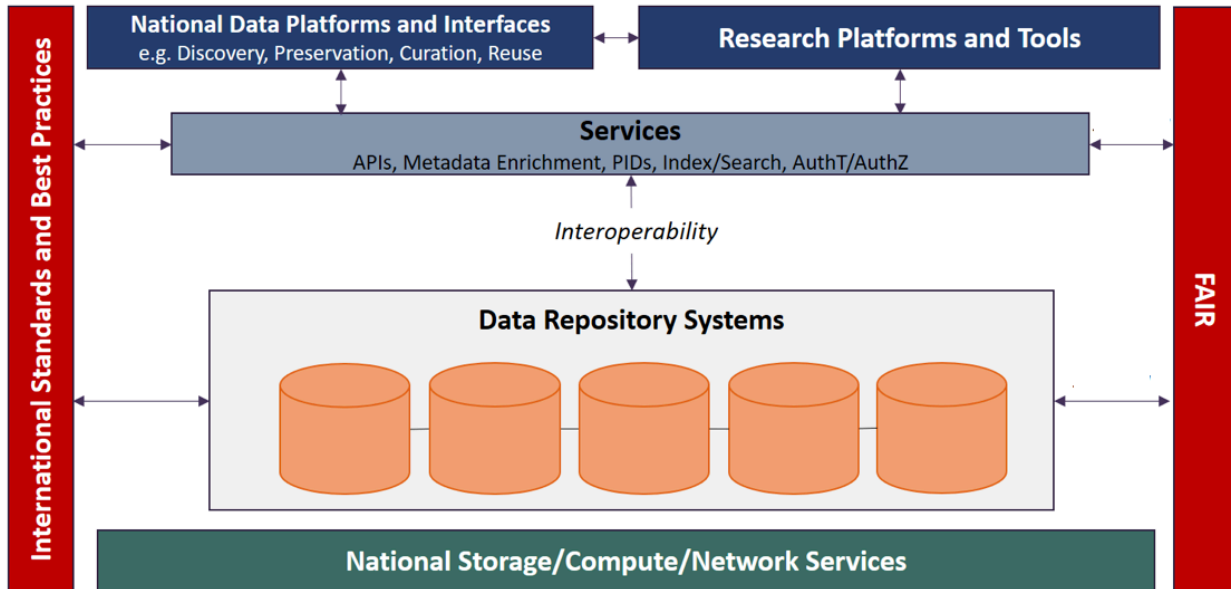 National Data Platforms and Interfaces
e.g. Discovery, Preservation, Curation, Reuse
Research Platforms and Tools
International Standards and Best Practices
Services
APIs, Metadata Enrichment, PIDs, Index/Search, AuthT/AuthZ
Interoperability
FAIR
Data Repository Systems
National Storage/Compute/Network Services